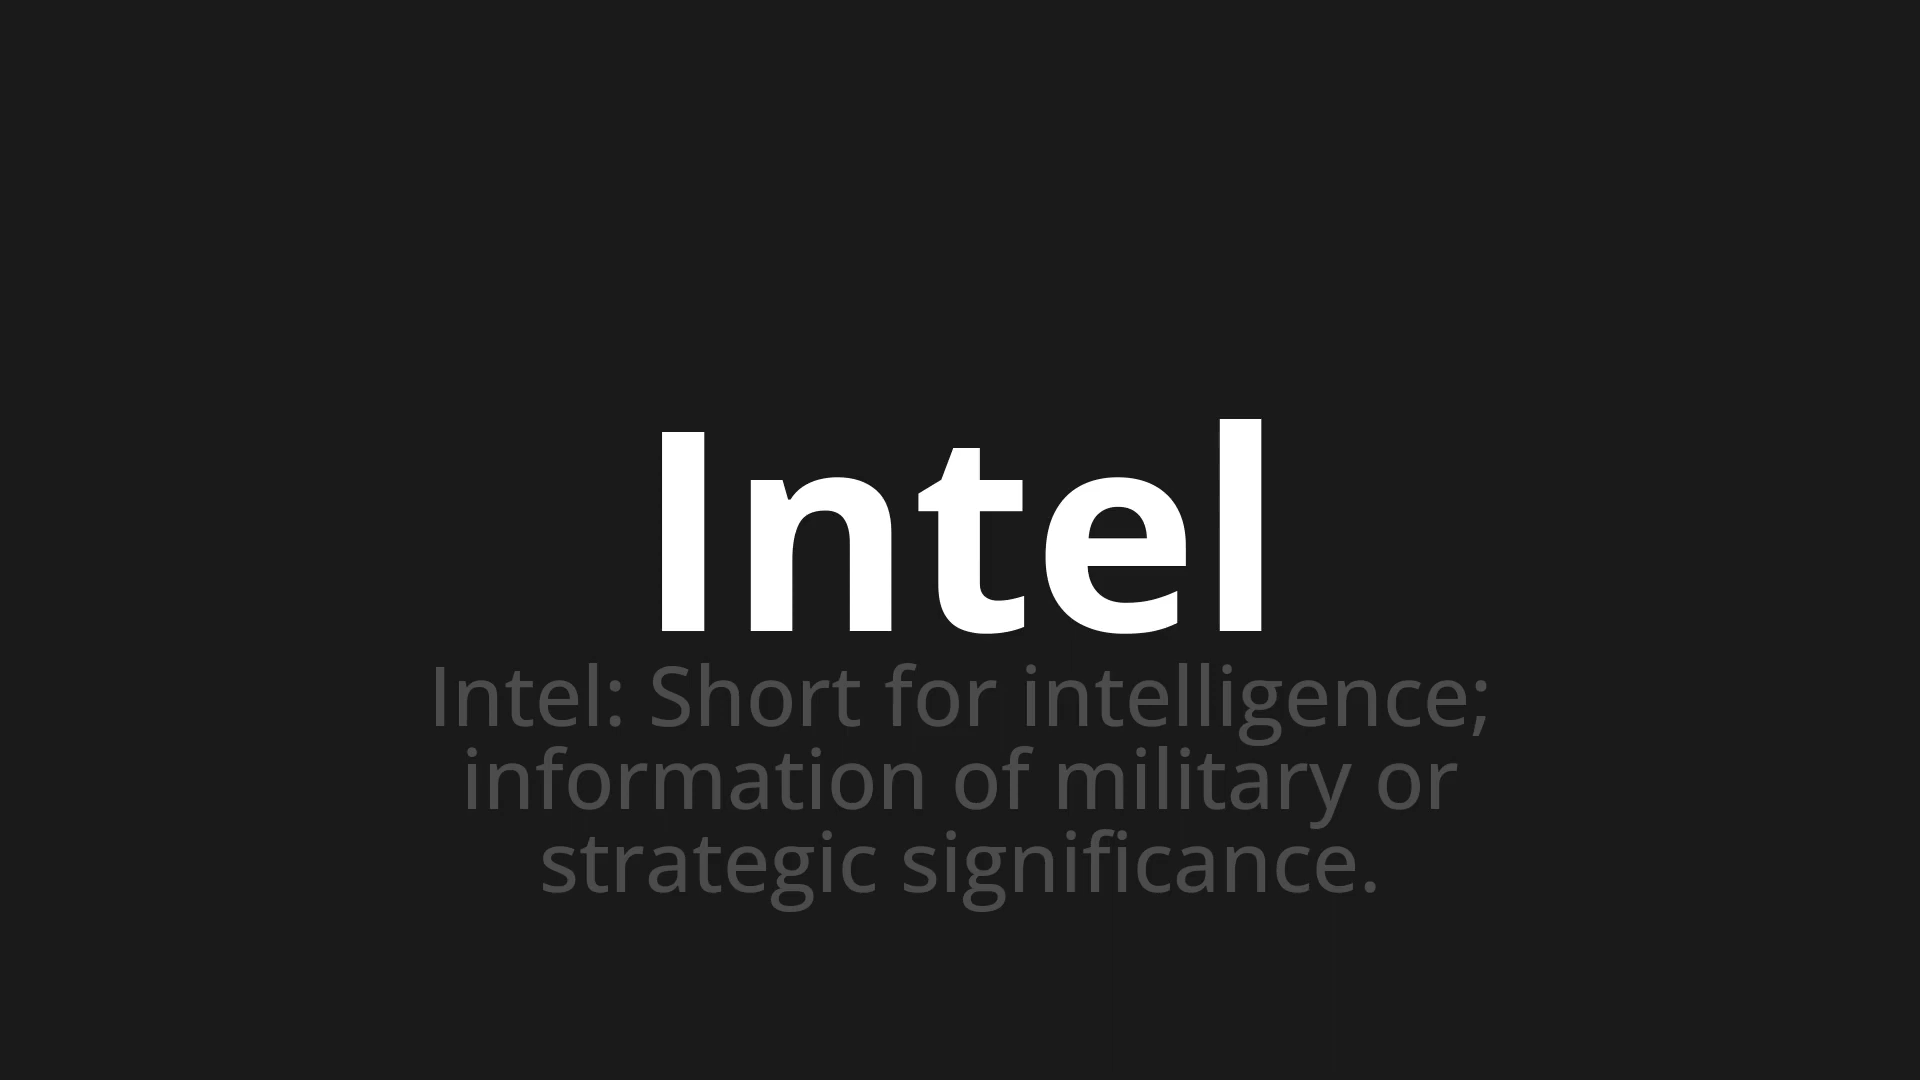 Intel
Intel: Short for intelligence;
information of military or
strategic significance.